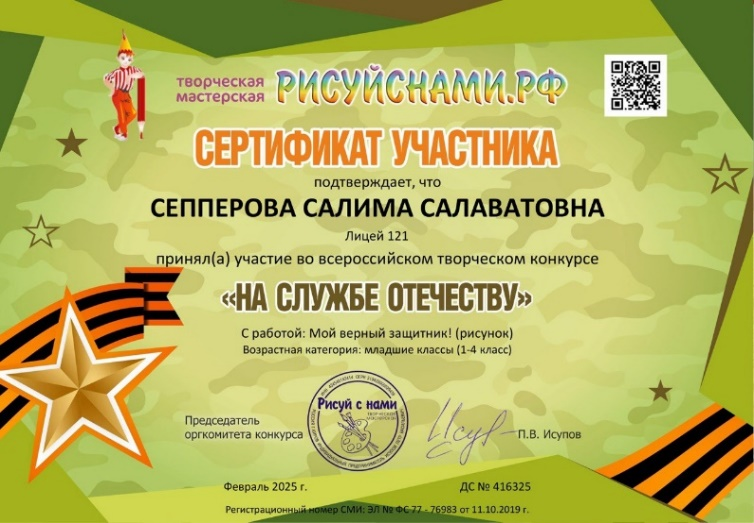 творческая
мастерская
РИСУЙСНАМИ.РФ
СЕРТИФИКАТ УЧАСТНИКА
подтверждает, что
СЕППЕРОВА САЛИМА САЛАВАТОВНА
Лицей 121
принял(а) участие во всероссийском творческом конкурсе
«НА СЛУЖБЕ ОТЕЧЕСТВУ»
С работой: Мой верный защитник! (рисунок)
Возрастная категория: младшие классы (1-4 класс)
Председатель
оргкомитета конкурса
Рисуй с нами
ТВОРЧЕСКАЯ
МАСТЕРСКАЯ
П.В. Исупов
Февраль 2025 г.
ДС № 416325
Регистрационный номер СМИ: ЭЛ № ФС 77 - 76983 от 11.10.2019 г.